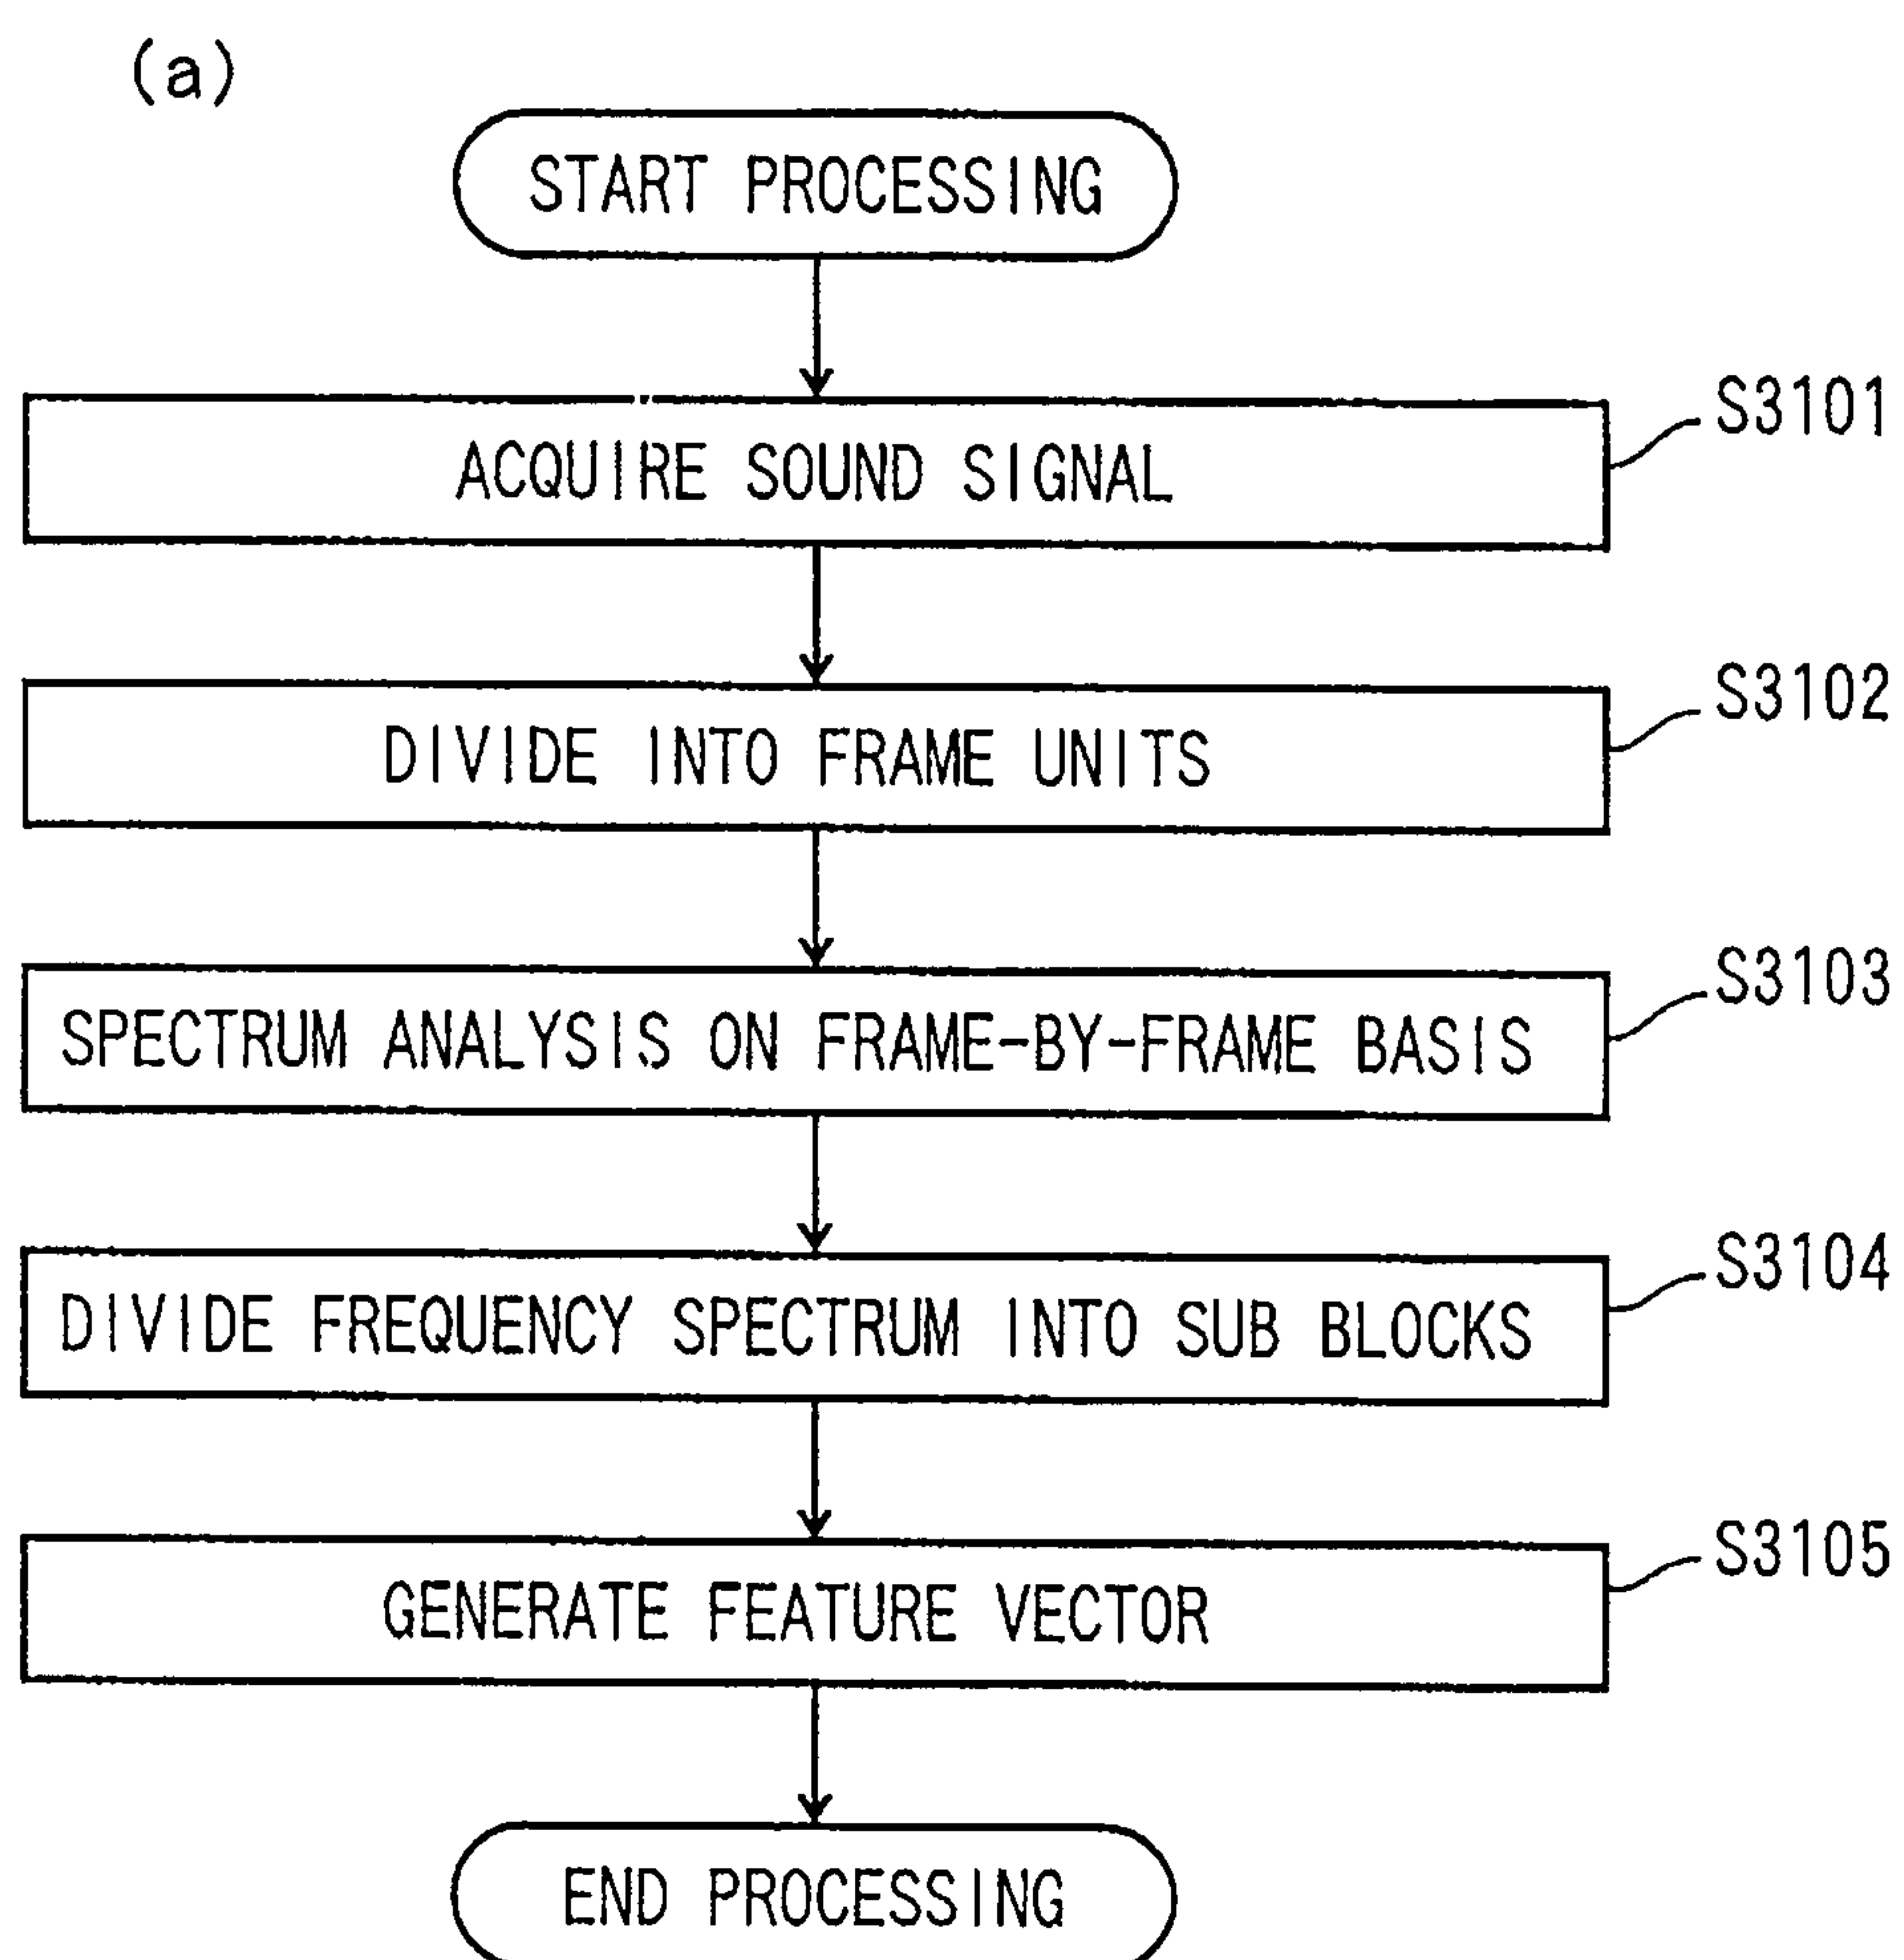 (a)
START PROCESSING
ACQUIRE SOUND SIGNAL
S3101
DIVIDE INTO FRAME UNITS
S3102
SPECTRUM ANALYSIS ON FRAME-BY-FRAME BASIS
S3103
DIVIDE FREQUENCY SPECTRUM INTO SUB BLOCKS
S3104
GENERATE FEATURE VECTOR
S3105
END PROCESSING